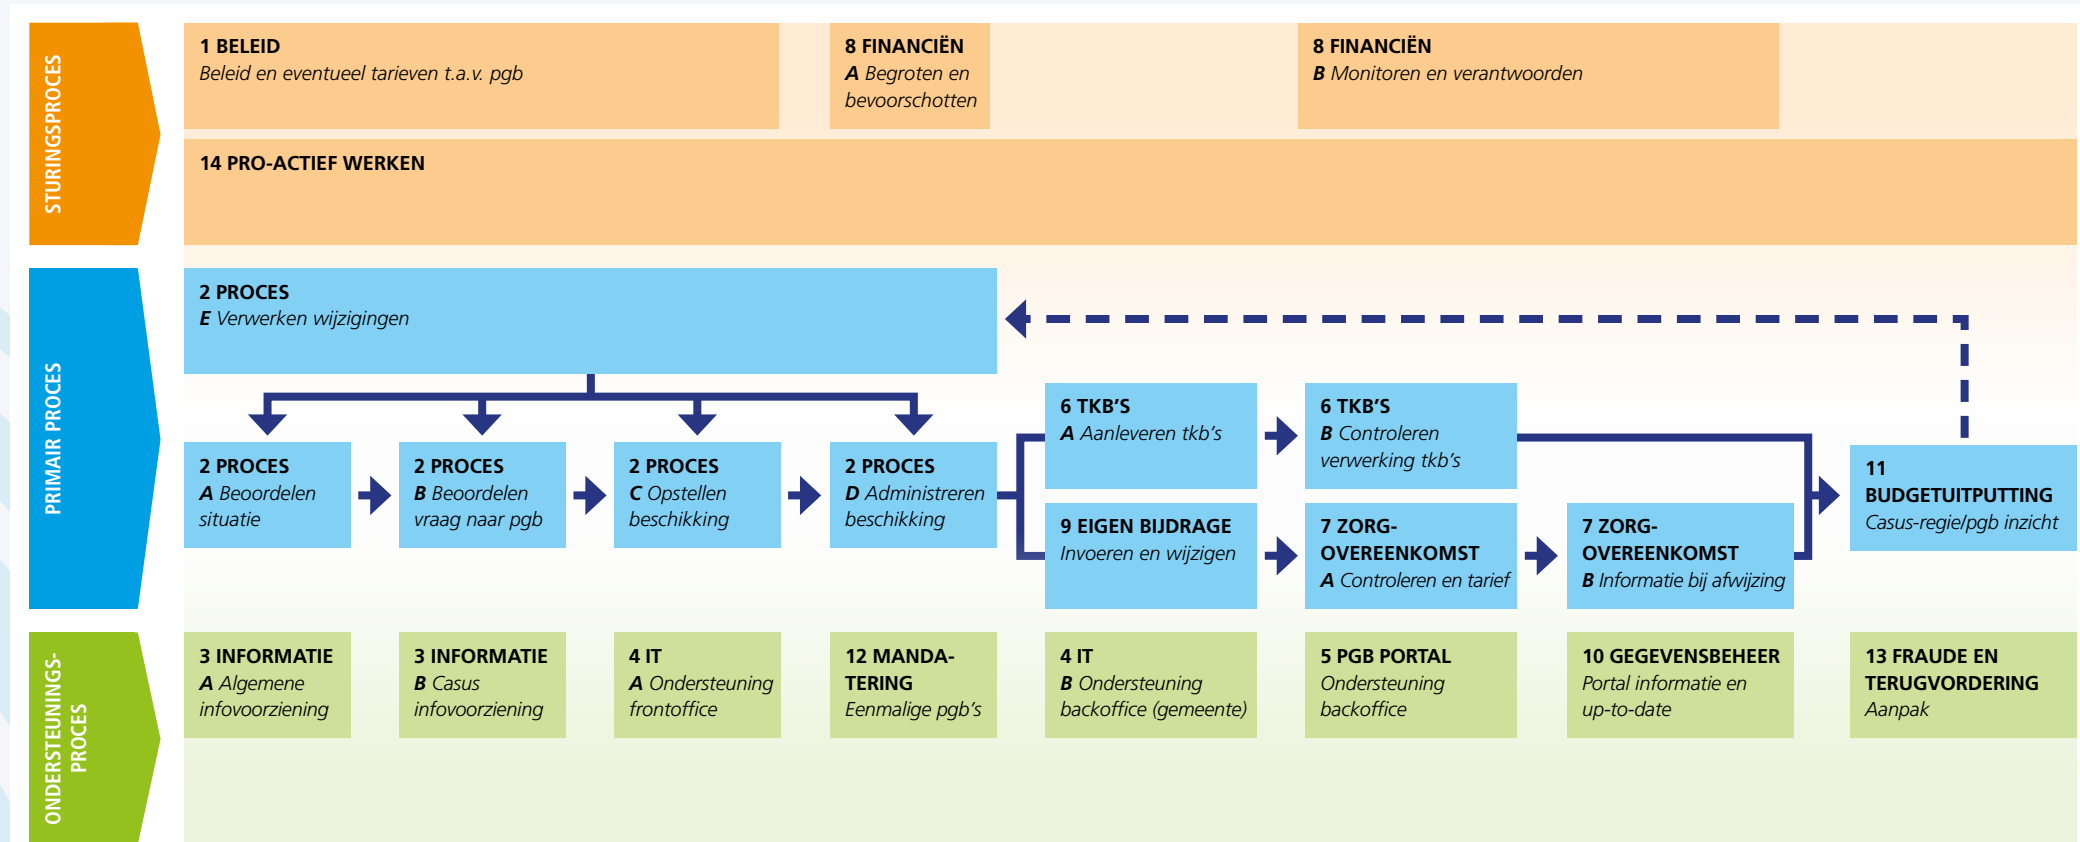 STURINGSPROCES
1 BELEID
Beleid en eventueel tarieven t.a.v. pgb
8 FINANCIËN
A Begroten en
bevoorschotten
8 FINANCIËN
B Monitoren en verantwoorden
14 PRO-ACTIEF WERKEN
PRIMAIR PROCES
2 PROCES
E Verwerken wijzigingen
2 PROCES
A Beoordelen
situatie
2 PROCES
B Beoordelen
vraag naar pgb
2 PROCES
C Opstellen
beschikking
2 PROCES
D Administreren
beschikking
6 TKB'S
A Aanleveren tkb's
6 TKB'S
B Controleren
verwerking tkb's
9 EIGEN BIJDRAGE
Invoeren en wijzigen
7 ZORG-
OVEREENKOMST
A Controleren en tarief
7 ZORG-
OVEREENKOMST
B Informatie bij afwijzing
11
BUDGETUITPUTTING
Casus-regie/pgb inzicht
ONDERSTEUNINGS-
PROCES
3 INFORMATIE
A Algemene
infovoorziening
3 INFORMATIE
B Casus
infovoorziening
4 IT
A Ondersteuning
frontoffice
12 MANDA-
TERING
Eenmalige pgb's
4 IT
B Ondersteuning
backoffice (gemeente)
5 PGB PORTAL
Ondersteuning
backoffice
10 GEGEVENSBEHEER
Portal informatie en
up-to-date
13 FRAUDE EN
TERUGVORDERING
Aanpak